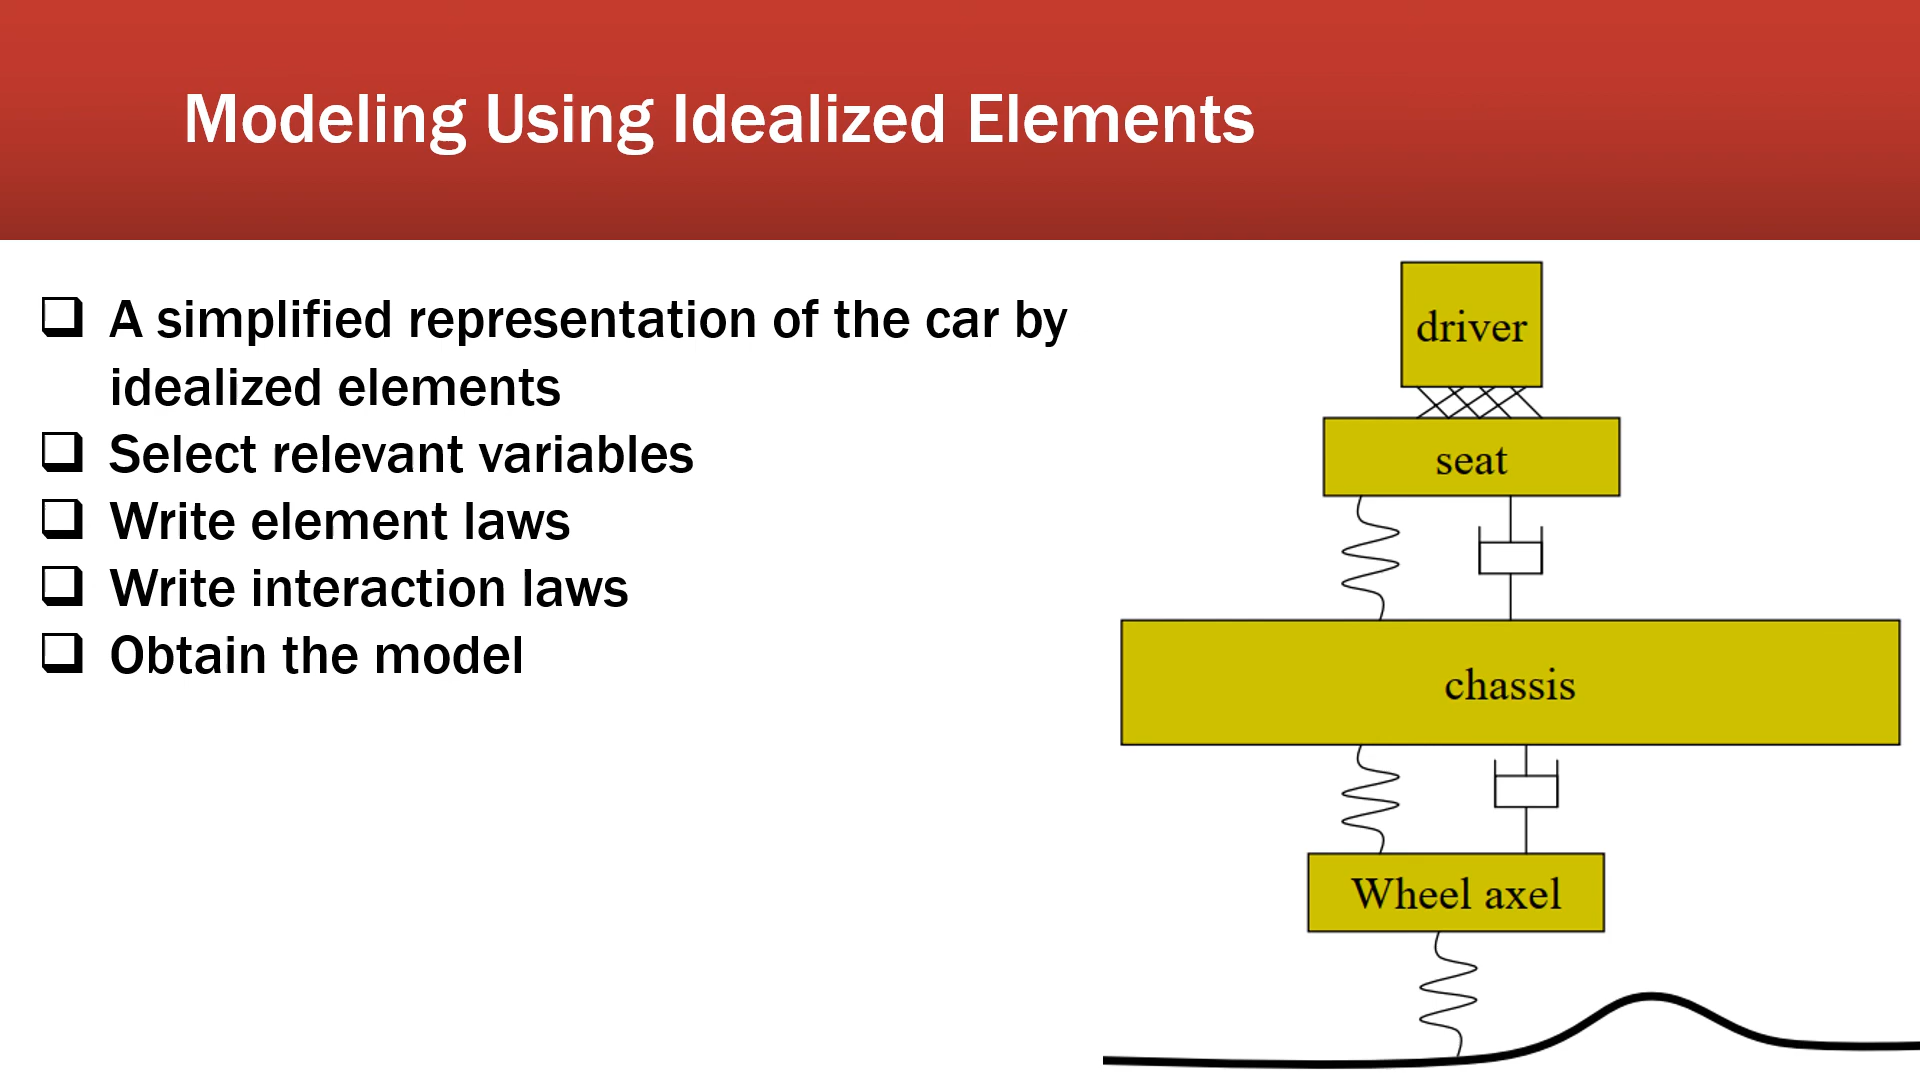 Modeling Using Idealized Elements
A simplified representation of the car by
idealized elements
Select relevant variables
Write element laws
Write interaction laws
Obtain the model
driver
seat
chassis
Wheel axel